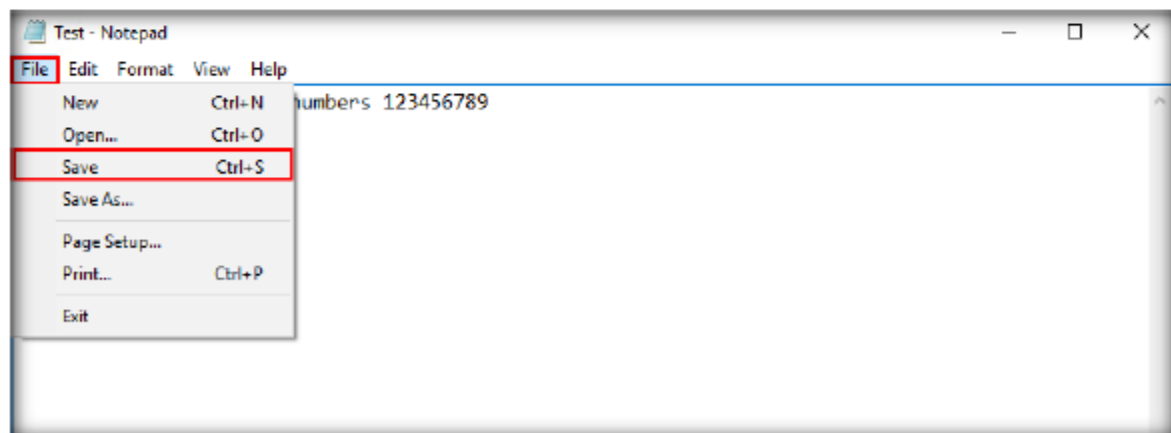 Test - Notepad
File Edit Format View Help
New Ctrl+N
numbers 123456789
Open... Ctrl+O
Save Ctrl+S
Save As...
Page Setup...
Print... Ctrl+P
Exit